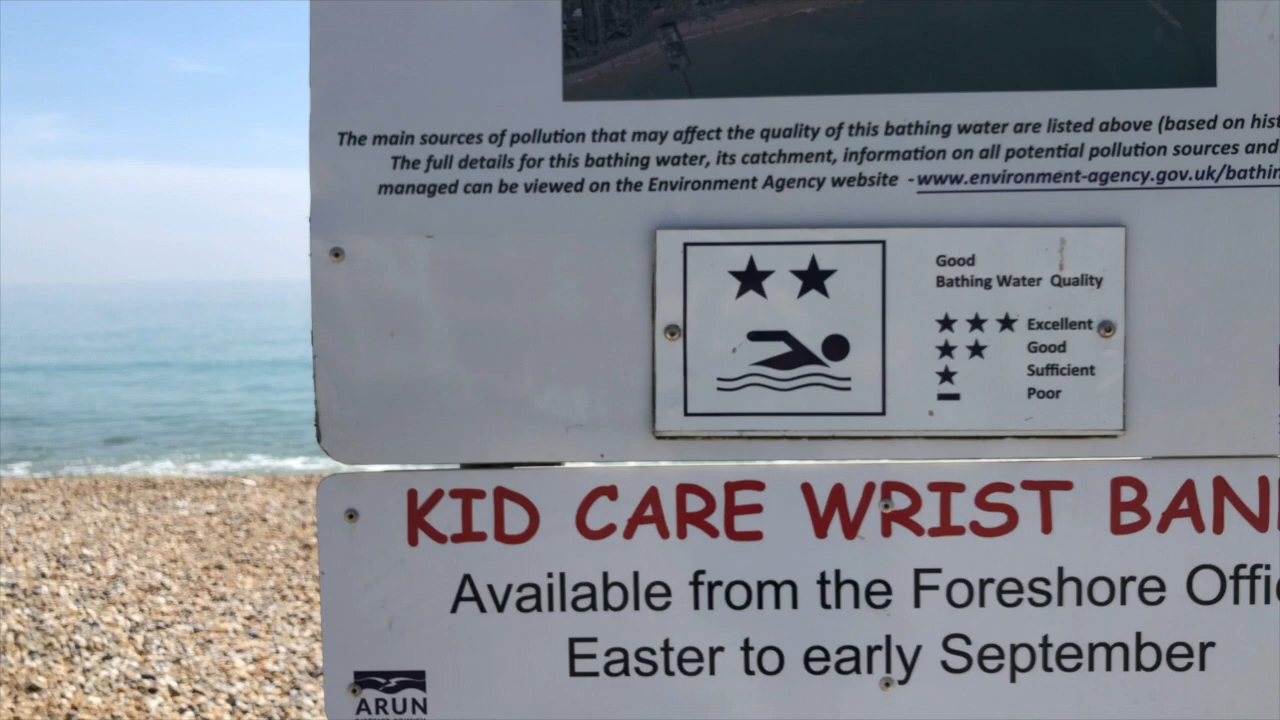 The main sources of pollution that may affect the quality of this bathing water are listed above (based on hist
The full details for this bathing water, its catchment, information on all potential pollution sources and
managed can be viewed on the Environment Agency website - www.environment-agency.gov.uk/bathin
Good
Bathing Water Quality
Excellent
Good
Sufficient
Poor
KID CARE WRIST BAN
Available from the Foreshore Offi
Easter to early September
ARUN